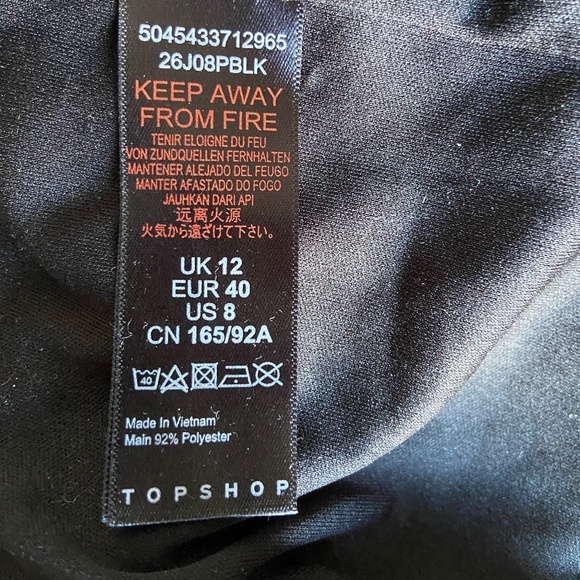 5045433712965
26J08PBLK
KEEP AWAY
FROM FIRE
TENIR ELOIGNE DU FEU
VON ZUNDQUELLEN FERNHALTEN
MANTENER ALEJADO DEL FEUGO
MANTER AFASTADO DO FOGO
JAUHKAN DARI API
远离火源
火気から遠ざけて下さい。
UK 12
EUR 40
US 8
CN 165/92A
40
Made In Vietnam
Main 92% Polyester
TOPSHOP